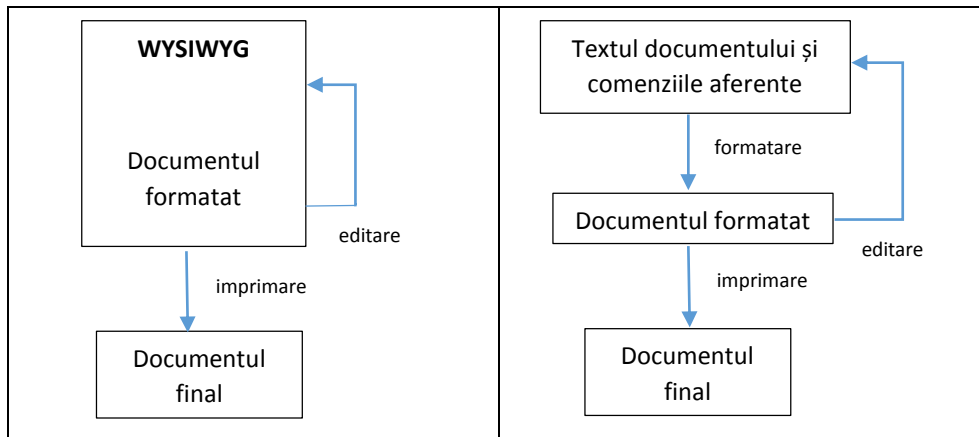 WYSIWYG
Documentul
formatat
editare
imprimare
Documentul
final
Textul documentului și
comenziile aferente
formatare
Documentul formatat
editare
imprimare
Documentul
final